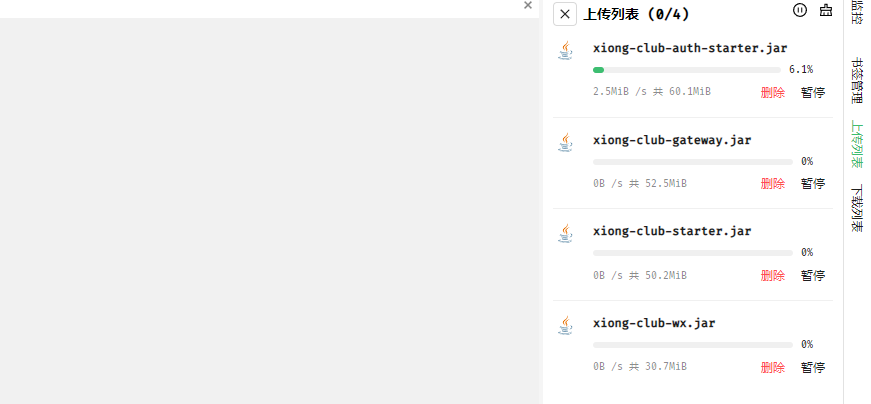 上传列表 (0/4)
xiong-club-auth-starter.jar
6.1%
2.5MiB /s 共 60.1MiB
删除 暂停
xiong-club-gateway.jar
0%
0B /s 共 52.5MiB
删除 暂停
xiong-club-starter.jar
0%
0B /s 共 50.2MiB
删除 暂停
xiong-club-wx.jar
0%
0B /s 共 30.7MiB
删除 暂停
监控
书签管理
上传列表
下载列表